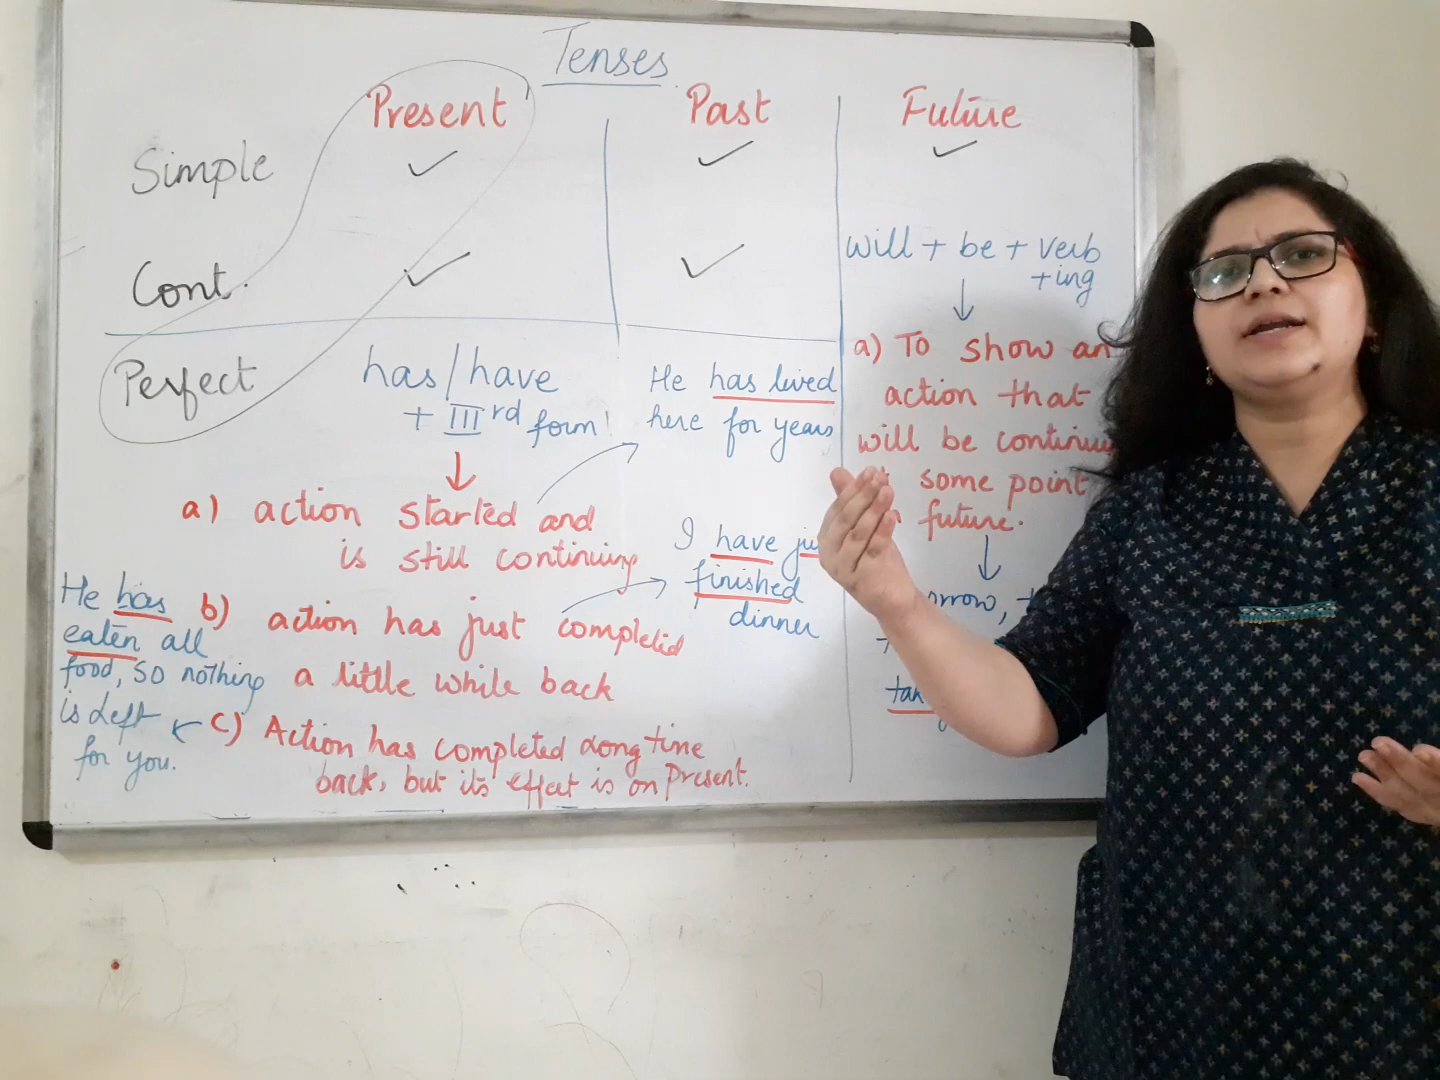 Tenses
Present Past Future
Simple
Cont.
will + be + verb
+ing
a) To show an
action that
will be
some point
future.
Perfect
has/have
+ IIIrd form
a) action started and
is still continuing
He has lived
here for years
b) action has just completed
a little while back
I have
finished
dinner
He has
eaten all
food, so nothing
is left
for you.
c) Action has completed long time
back, but its effect is on Present.